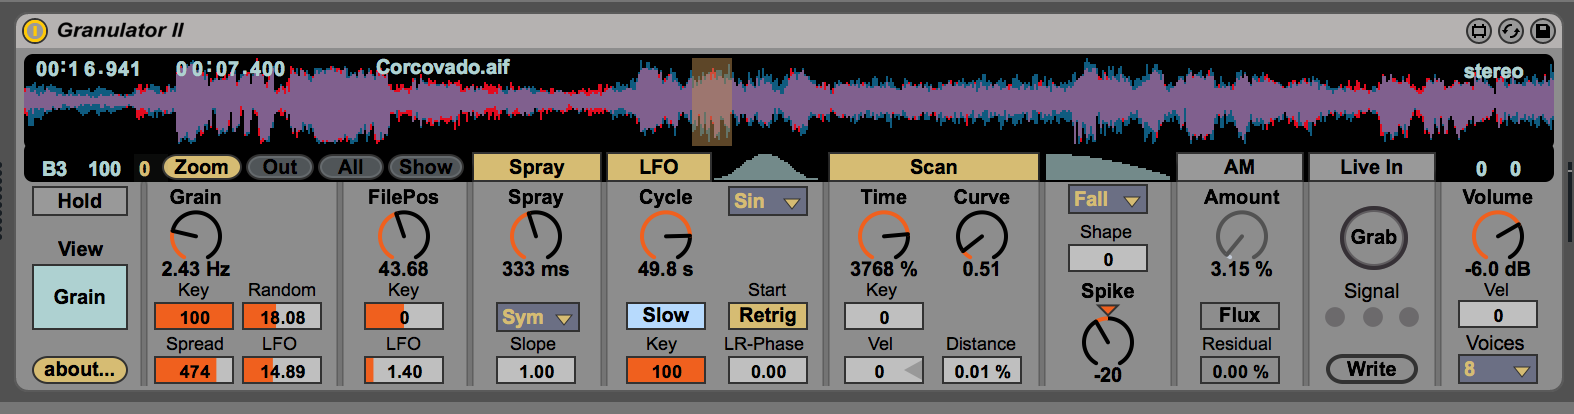 Granulator II
00:16.941 00:07.400 Corcovado.aif stereo
B3 100 0 Zoom Out All Show Spray LFO Scan AM Live In 0 0
Hold Grain FilePos Spray Cycle Sin Time Curve Fall Amount Volume
View Shape Grab
Grain 2.43 Hz 43.68 333 ms 49.8 s 3768 % 0.51 0 3.15 % -6.0 dB
Key Random Key Start Key Spike Signal Vel
100 18.08 0 Sym Slow Retrig 0 Flux 0
Spread LFO LFO Slope Key LR-Phase Vel Distance Residual Voices
about... 474 14.89 1.40 1.00 100 0.00 0 0.01 % -20 0.00 % Write 8